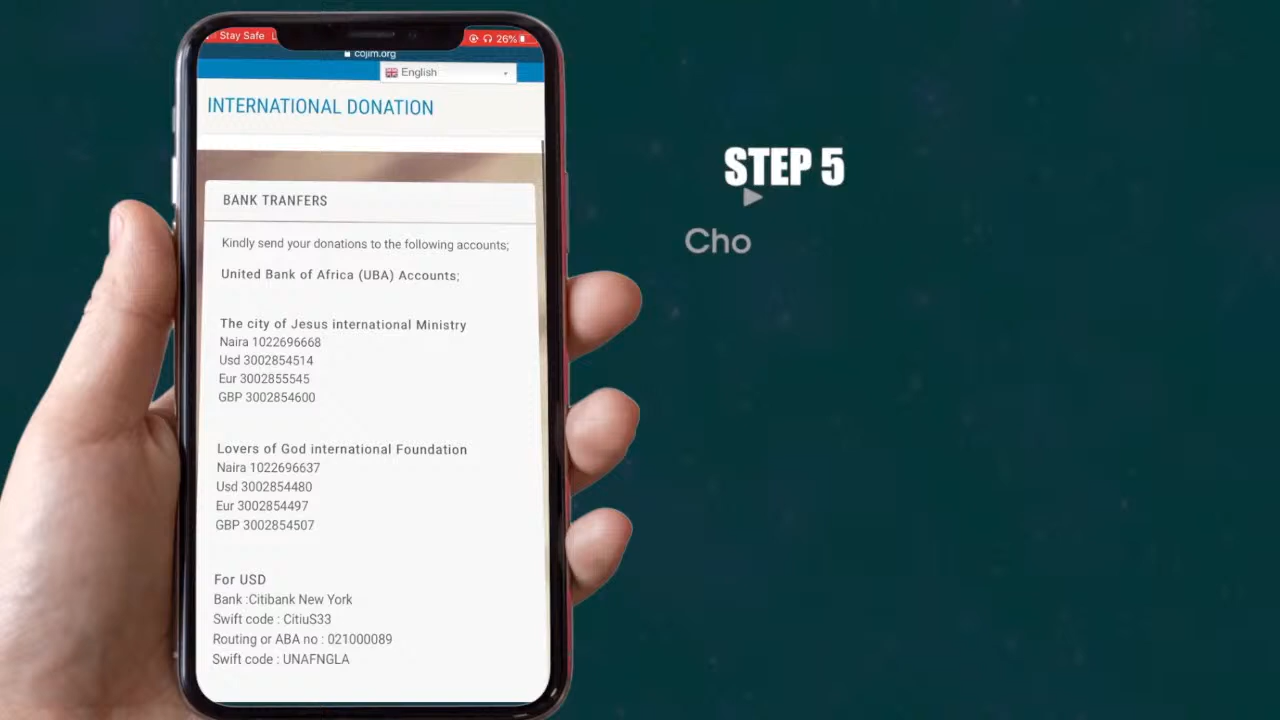 Stay Safe
26%
cojim.org
English
INTERNATIONAL DONATION
BANK TRANFERS
Kindly send your donations to the following accounts;
United Bank of Africa (UBA) Accounts;
The city of Jesus international Ministry
Naira 1022696668
Usd 3002854514
Eur 3002855545
GBP 3002854600
Lovers of God international Foundation
Naira 1022696637
Usd 3002854480
Eur 3002854497
GBP 3002854507
For USD
Bank :Citibank New York
Swift code : CitiuS33
Routing or ABA no : 021000089
Swift code : UNAFNGLA
STEP 5
Cho